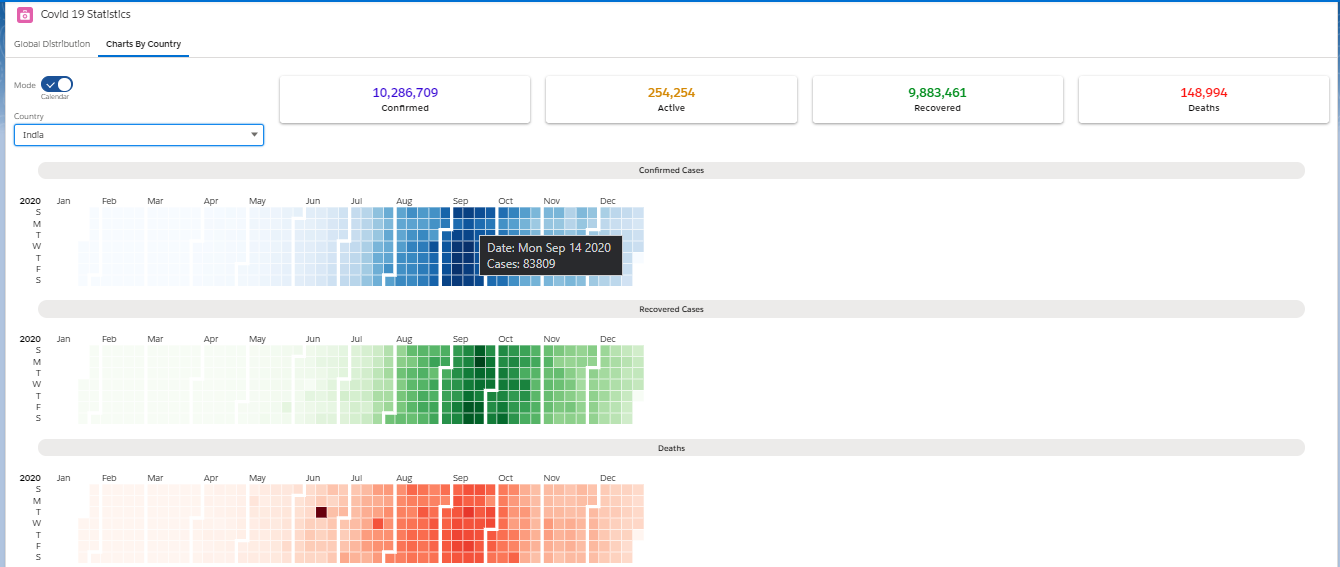 Covid 19 Statistics
Global Distribution Charts By Country
Mode
Calendar
Country
India
10,286,709
Confirmed
254,254
Active
9,883,461
Recovered
148,994
Deaths
Confirmed Cases
2020 Jan Feb Mar Apr May Jun Jul Aug Sep Oct Nov Dec
S
M
T
W
T
F
S
Date: Mon Sep 14 2020
Cases: 83809
Recovered Cases
2020 Jan Feb Mar Apr May Jun Jul Aug Sep Oct Nov Dec
S
M
T
W
T
F
S
Deaths
2020 Jan Feb Mar Apr May Jun Jul Aug Sep Oct Nov Dec
S
M
T
W
T
F
S